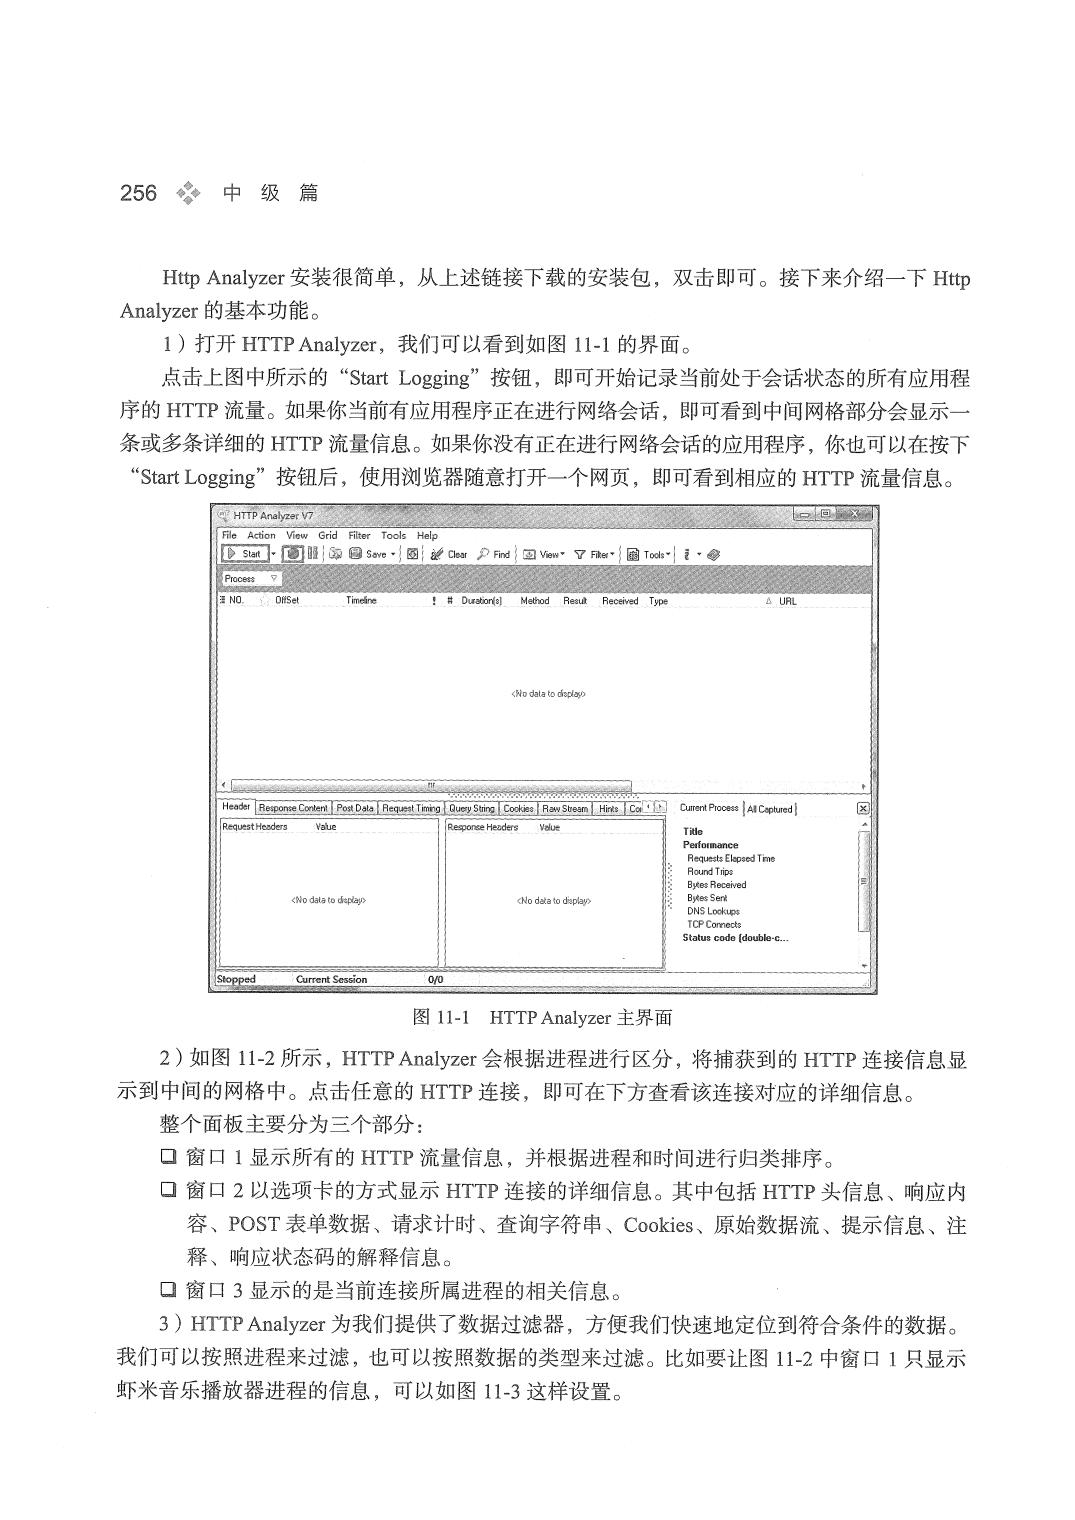 256 中 级 篇
Http Analyzer 安装很简单，从上述链接下载的安装包，双击即可。接下来介绍一下 Http
Analyzer 的基本功能。
1）打开 HTTP Analyzer，我们可以看到如图 11-1 的界面。
点击上图中所示的“Start Logging”按钮，即可开始记录当前处于会话状态的所有应用程
序的 HTTP 流量。如果你当前有应用程序正在进行网络会话，即可看到中间网格部分会显示一
条或多条详细的 HTTP 流量信息。如果你没有正在进行网络会话的应用程序，你也可以在按下
“Start Logging”按钮后，使用浏览器随意打开一个网页，即可看到相应的 HTTP 流量信息。
HTTP Analyzer V7
File Action View Grid Filter Tools Help
Start Save Clear Find View Filter Tools
Process
NO. OffSet Timeline ! # Duration(s) Method Result Received Type URL
<No data to display>
Header Response Content Post Data Request Timing Query String Cookies Raw Stream Hints Co Current Process All Captured
Request Headers Value Response Headers Value
Title
Performance
Requests Elapsed Time
Round Trips
Bytes Received
<No data to display> <No data to display> Bytes Sent
DNS Lookups
TCP Connects
Status code (double-c...
Stopped Current Session 0/0
图 11-1 HTTP Analyzer 主界面
2）如图 11-2 所示，HTTP Analyzer 会根据进程进行区分，将捕获到的 HTTP 连接信息显
示到中间的网格中。点击任意的 HTTP 连接，即可在下方查看该连接对应的详细信息。
整个面板主要分为三个部分：
❑ 窗口 1 显示所有的 HTTP 流量信息，并根据进程和时间进行归类排序。
❑ 窗口 2 以选项卡的方式显示 HTTP 连接的详细信息。其中包括 HTTP 头信息、响应内
容、POST 表单数据、请求计时、查询字符串、Cookies、原始数据流、提示信息、注
释、响应状态码的解释信息。
❑ 窗口 3 显示的是当前连接所属进程的相关信息。
3）HTTP Analyzer 为我们提供了数据过滤器，方便我们快速地定位到符合条件的数据。
我们可以按照进程来过滤，也可以按照数据的类型来过滤。比如要让图 11-2 中窗口 1 只显示
虾米音乐播放器进程的信息，可以如图 11-3 这样设置。